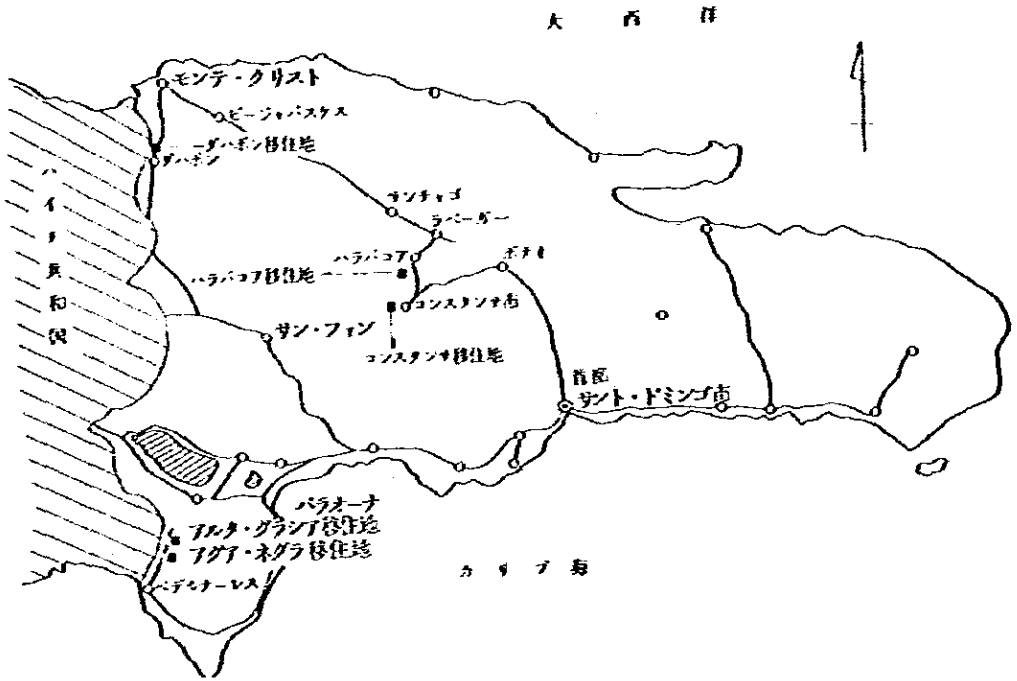 大西洋
モンテ・クリスト
ビージャバスケス
ダハボン移住地
ダハボン
ハイチ共和国
サンチャゴ
ラベーガー
ハラバコア
ハラバコア移住地
ボナオ
コンスタンサ市
サン・ファン
コンスタンサ移住地
首都
サント・ドミンゴ市
バラオーナ
アルタ・グラシア移住地
アグア・ネグラ移住地
ペデルナーレス
カリブ海